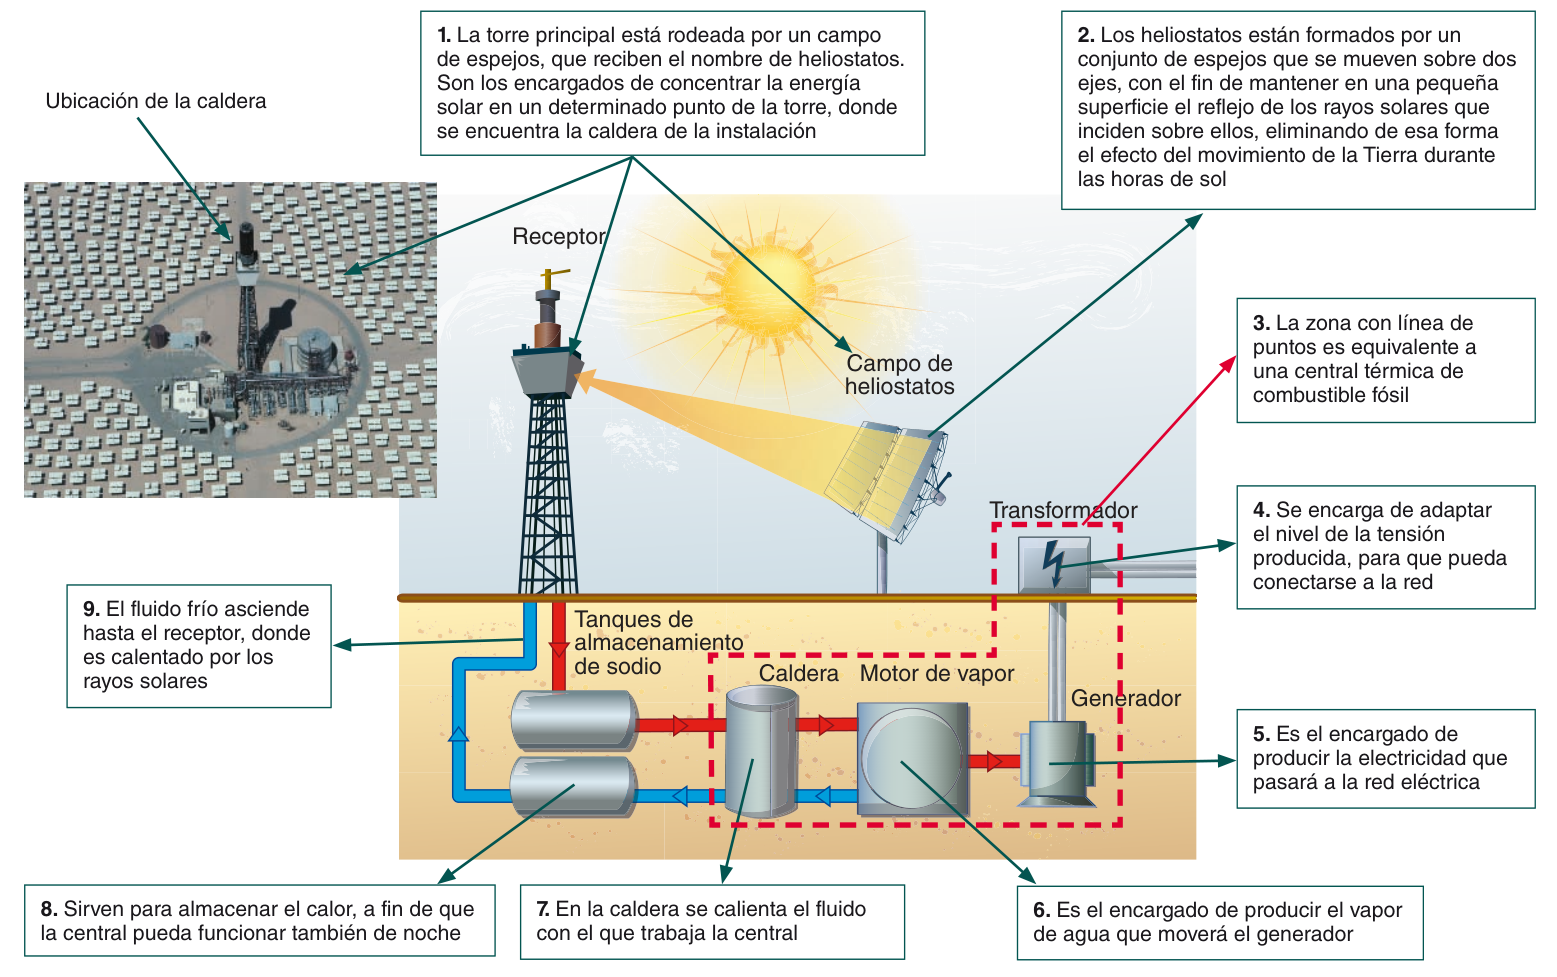 1. La torre principal está rodeada por un campo
de espejos, que reciben el nombre de heliostatos.
Son los encargados de concentrar la energía
solar en un determinado punto de la torre, donde
se encuentra la caldera de la instalación
2. Los heliostatos están formados por un
conjunto de espejos que se mueven sobre dos
ejes, con el fin de mantener en una pequeña
superficie el reflejo de los rayos solares que
inciden sobre ellos, eliminando de esa forma
el efecto del movimiento de la Tierra durante
las horas de sol
Ubicación de la caldera
Receptor
Campo de
heliostatos
3. La zona con línea de
puntos es equivalente a
una central térmica de
combustible fósil
Transformador
4. Se encarga de adaptar
el nivel de la tensión
producida, para que pueda
conectarse a la red
9. El fluido frío asciende
hasta el receptor, donde
es calentado por los
rayos solares
Tanques de
almacenamiento
de sodio
Caldera
Motor de vapor
Generador
5. Es el encargado de
producir la electricidad que
pasará a la red eléctrica
8. Sirven para almacenar el calor, a fin de que
la central pueda funcionar también de noche
7. En la caldera se calienta el fluido
con el que trabaja la central
6. Es el encargado de producir el vapor
de agua que moverá el generador